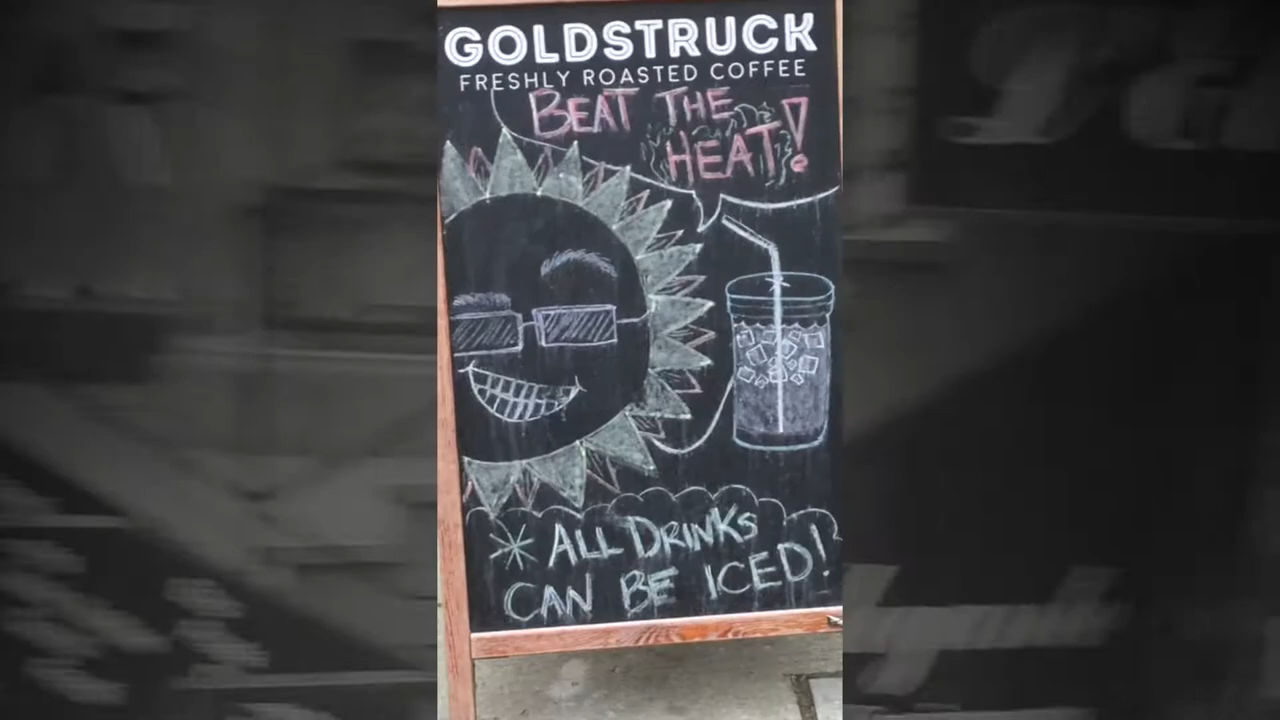 GOLDSTRUCK
FRESHLY ROASTED COFFEE
BEAT THE
HEAT!
* ALL DRINKS
CAN BE ICED!